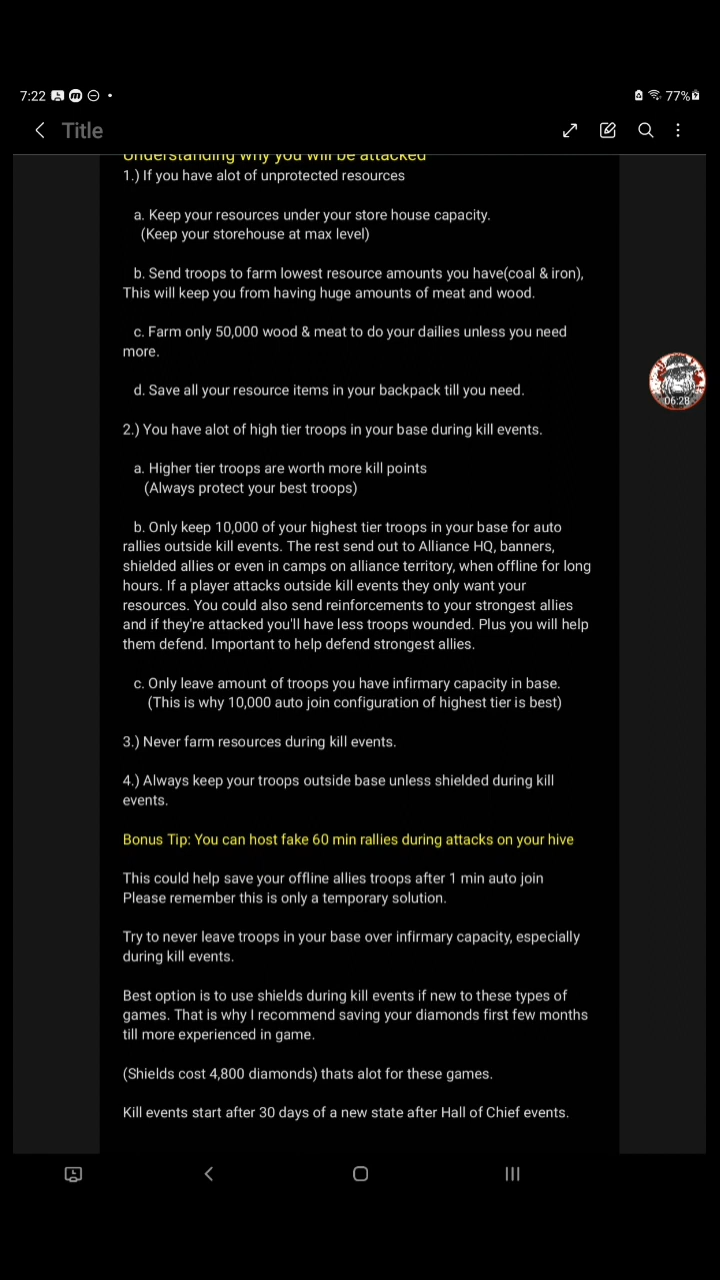 7:22
77%
Title
Understanding why you will be attacked
1.) If you have alot of unprotected resources
a. Keep your resources under your store house capacity.
(Keep your storehouse at max level)
b. Send troops to farm lowest resource amounts you have(coal & iron),
This will keep you from having huge amounts of meat and wood.
c. Farm only 50,000 wood & meat to do your dailies unless you need
more.
d. Save all your resource items in your backpack till you need.
06:28
2.) You have alot of high tier troops in your base during kill events.
a. Higher tier troops are worth more kill points
(Always protect your best troops)
b. Only keep 10,000 of your highest tier troops in your base for auto
rallies outside kill events. The rest send out to Alliance HQ, banners,
shielded allies or even in camps on alliance territory, when offline for long
hours. If a player attacks outside kill events they only want your
resources. You could also send reinforcements to your strongest allies
and if they're attacked you'll have less troops wounded. Plus you will help
them defend. Important to help defend strongest allies.
c. Only leave amount of troops you have infirmary capacity in base.
(This is why 10,000 auto join configuration of highest tier is best)
3.) Never farm resources during kill events.
4.) Always keep your troops outside base unless shielded during kill
events.
Bonus Tip: You can host fake 60 min rallies during attacks on your hive
This could help save your offline allies troops after 1 min auto join
Please remember this is only a temporary solution.
Try to never leave troops in your base over infirmary capacity, especially
during kill events.
Best option is to use shields during kill events if new to these types of
games. That is why I recommend saving your diamonds first few months
till more experienced in game.
(Shields cost 4,800 diamonds) thats alot for these games.
Kill events start after 30 days of a new state after Hall of Chief events.